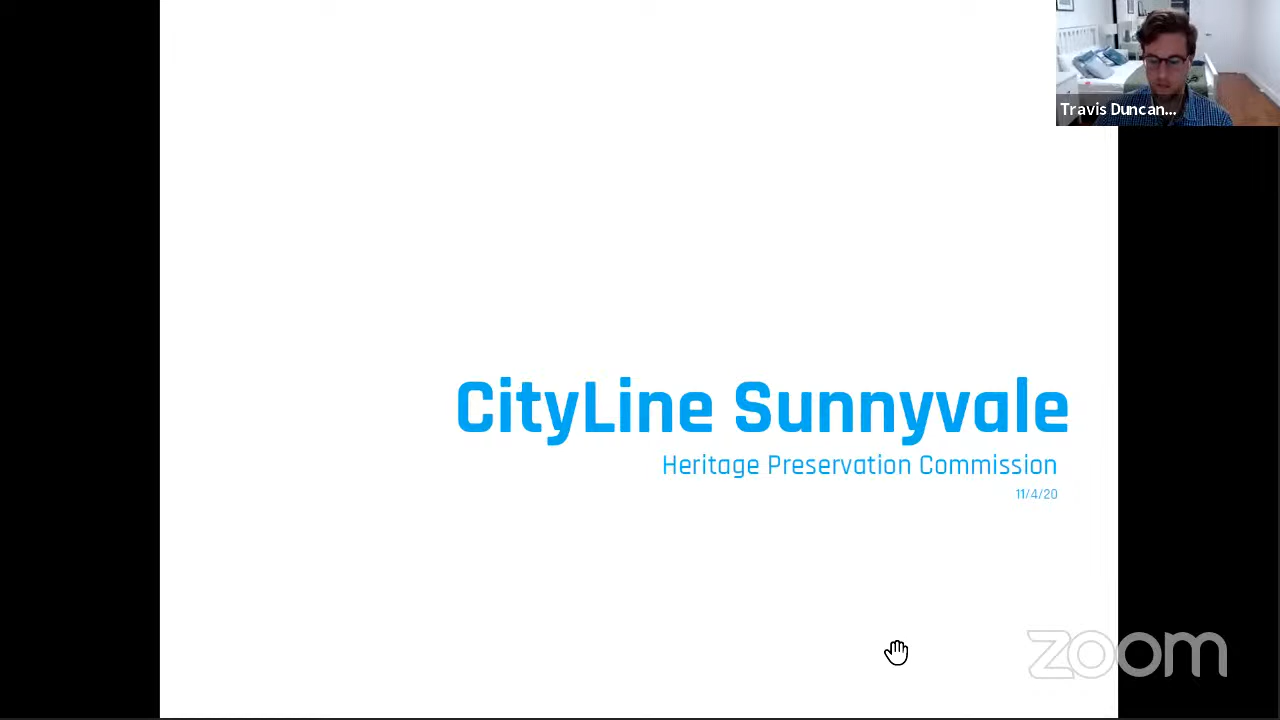 Travis Duncan...
CityLine Sunnyvale
Heritage Preservation Commission
11/4/20
zoom